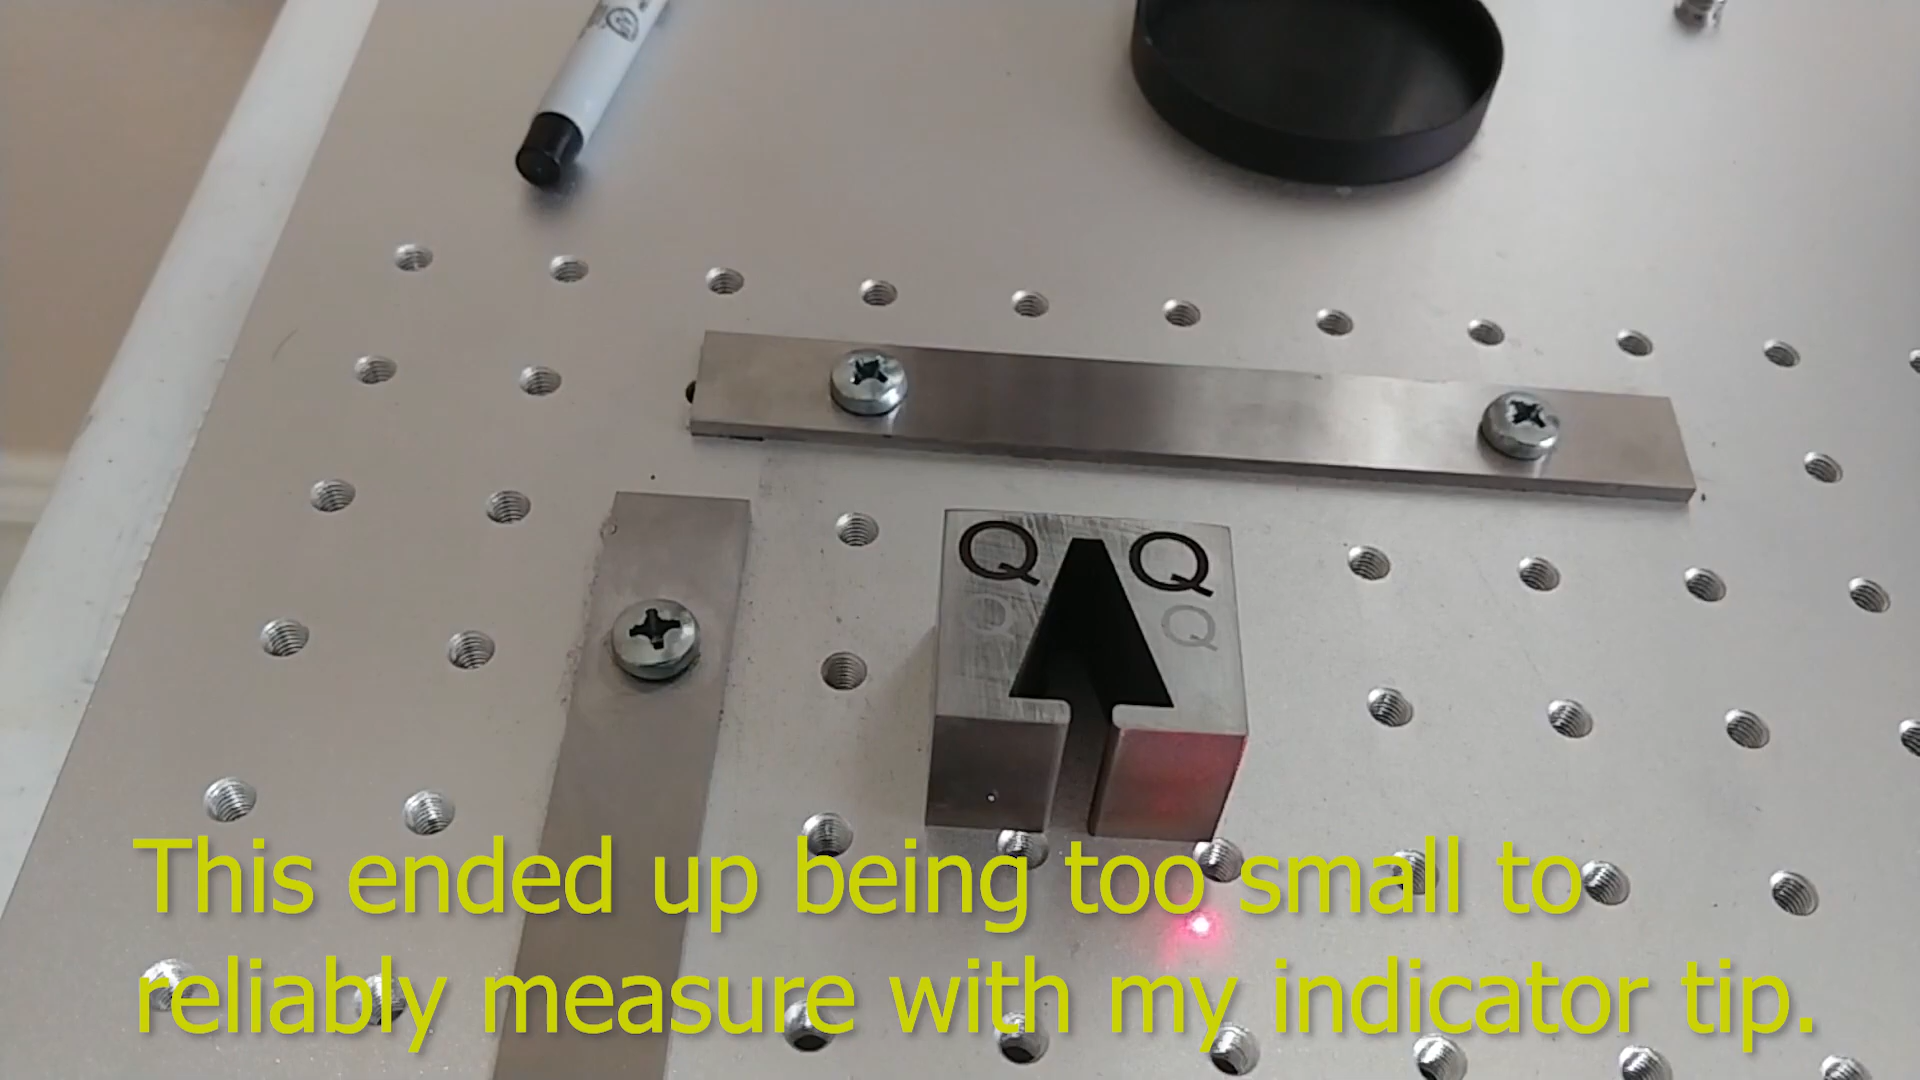 Q Q
Q Q
This ended up being too small to
reliably measure with my indicator tip.